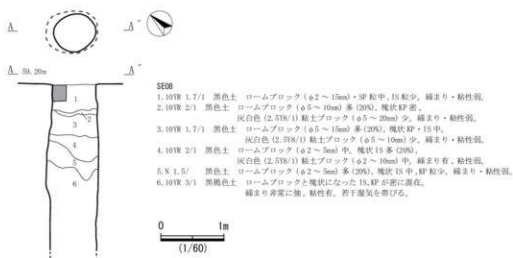 A A´
A 59.20m A´
1
2
3
4
5
6
SE08
1.10YR 1.7/1 黒色土 ロームブロック(φ2~15mm)・SP粒中、IS粒少。締まり・粘性弱。
2.10YR 2/1 黒色土 ロームブロック(φ5~10mm)多(20%)、塊状KP密。
灰白色(2.5Y8/1)粘土ブロック(φ5~20mm)少。締まり・粘性弱。
3.10YR 1.7/1 黒色土 ロームブロック(φ5~15mm)多(20%)、塊状KP・IS中。
灰白色(2.5Y8/1)粘土ブロック(φ5~10mm)少。締まり・粘性弱。
4.10YR 2/1 黒色土 ロームブロック(φ2~5mm)中、塊状IS多(20%)。
灰白色(2.5Y8/1)粘土ブロック(φ2~10mm)中。締まり有、粘性弱。
5.N 1.5/ 黒色土 ロームブロック(φ2~5mm)多(20%)、塊状IS中、KP粒少。締まり・粘性弱。
6.10YR 3/1 黒褐色土 ロームブロックと塊状になったIS、KPが密に混在。
締まり非常に強、粘性有。若干湿気を帯びる。
0 1m
(1/60)